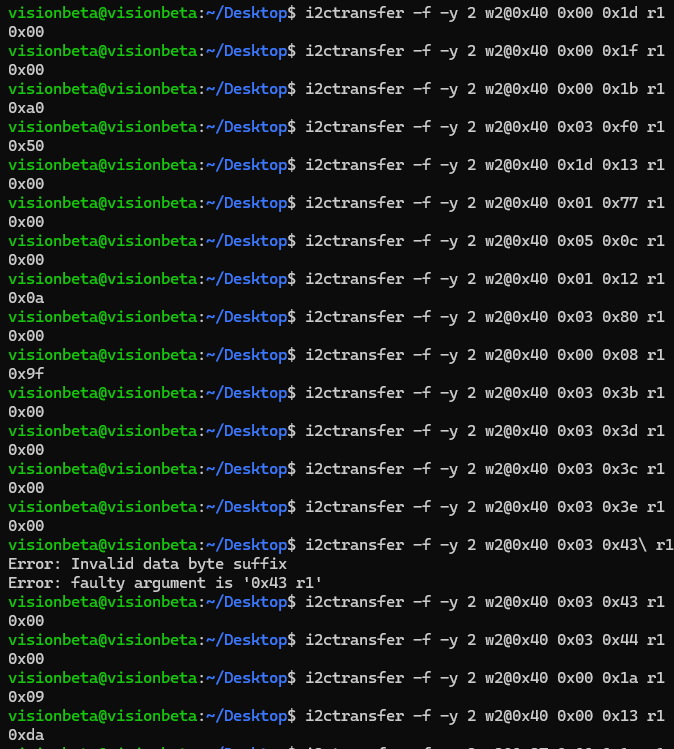 visionbeta@visionbeta:~/Desktop$ i2ctransfer -f -y 2 w2@0x40 0x00 0x1d r1
0x00
visionbeta@visionbeta:~/Desktop$ i2ctransfer -f -y 2 w2@0x40 0x00 0x1f r1
0x00
visionbeta@visionbeta:~/Desktop$ i2ctransfer -f -y 2 w2@0x40 0x00 0x1b r1
0xa0
visionbeta@visionbeta:~/Desktop$ i2ctransfer -f -y 2 w2@0x40 0x03 0xf0 r1
0x50
visionbeta@visionbeta:~/Desktop$ i2ctransfer -f -y 2 w2@0x40 0x1d 0x13 r1
0x00
visionbeta@visionbeta:~/Desktop$ i2ctransfer -f -y 2 w2@0x40 0x01 0x77 r1
0x00
visionbeta@visionbeta:~/Desktop$ i2ctransfer -f -y 2 w2@0x40 0x05 0x0c r1
0x00
visionbeta@visionbeta:~/Desktop$ i2ctransfer -f -y 2 w2@0x40 0x01 0x12 r1
0x0a
visionbeta@visionbeta:~/Desktop$ i2ctransfer -f -y 2 w2@0x40 0x03 0x80 r1
0x00
visionbeta@visionbeta:~/Desktop$ i2ctransfer -f -y 2 w2@0x40 0x00 0x08 r1
0x9f
visionbeta@visionbeta:~/Desktop$ i2ctransfer -f -y 2 w2@0x40 0x03 0x3b r1
0x00
visionbeta@visionbeta:~/Desktop$ i2ctransfer -f -y 2 w2@0x40 0x03 0x3d r1
0x00
visionbeta@visionbeta:~/Desktop$ i2ctransfer -f -y 2 w2@0x40 0x03 0x3c r1
0x00
visionbeta@visionbeta:~/Desktop$ i2ctransfer -f -y 2 w2@0x40 0x03 0x3e r1
0x00
visionbeta@visionbeta:~/Desktop$ i2ctransfer -f -y 2 w2@0x40 0x03 0x43\ r1
Error: Invalid data byte suffix
Error: faulty argument is '0x43 r1'
visionbeta@visionbeta:~/Desktop$ i2ctransfer -f -y 2 w2@0x40 0x03 0x43 r1
0x00
visionbeta@visionbeta:~/Desktop$ i2ctransfer -f -y 2 w2@0x40 0x03 0x44 r1
0x00
visionbeta@visionbeta:~/Desktop$ i2ctransfer -f -y 2 w2@0x40 0x00 0x1a r1
0x09
visionbeta@visionbeta:~/Desktop$ i2ctransfer -f -y 2 w2@0x40 0x00 0x13 r1
0xda